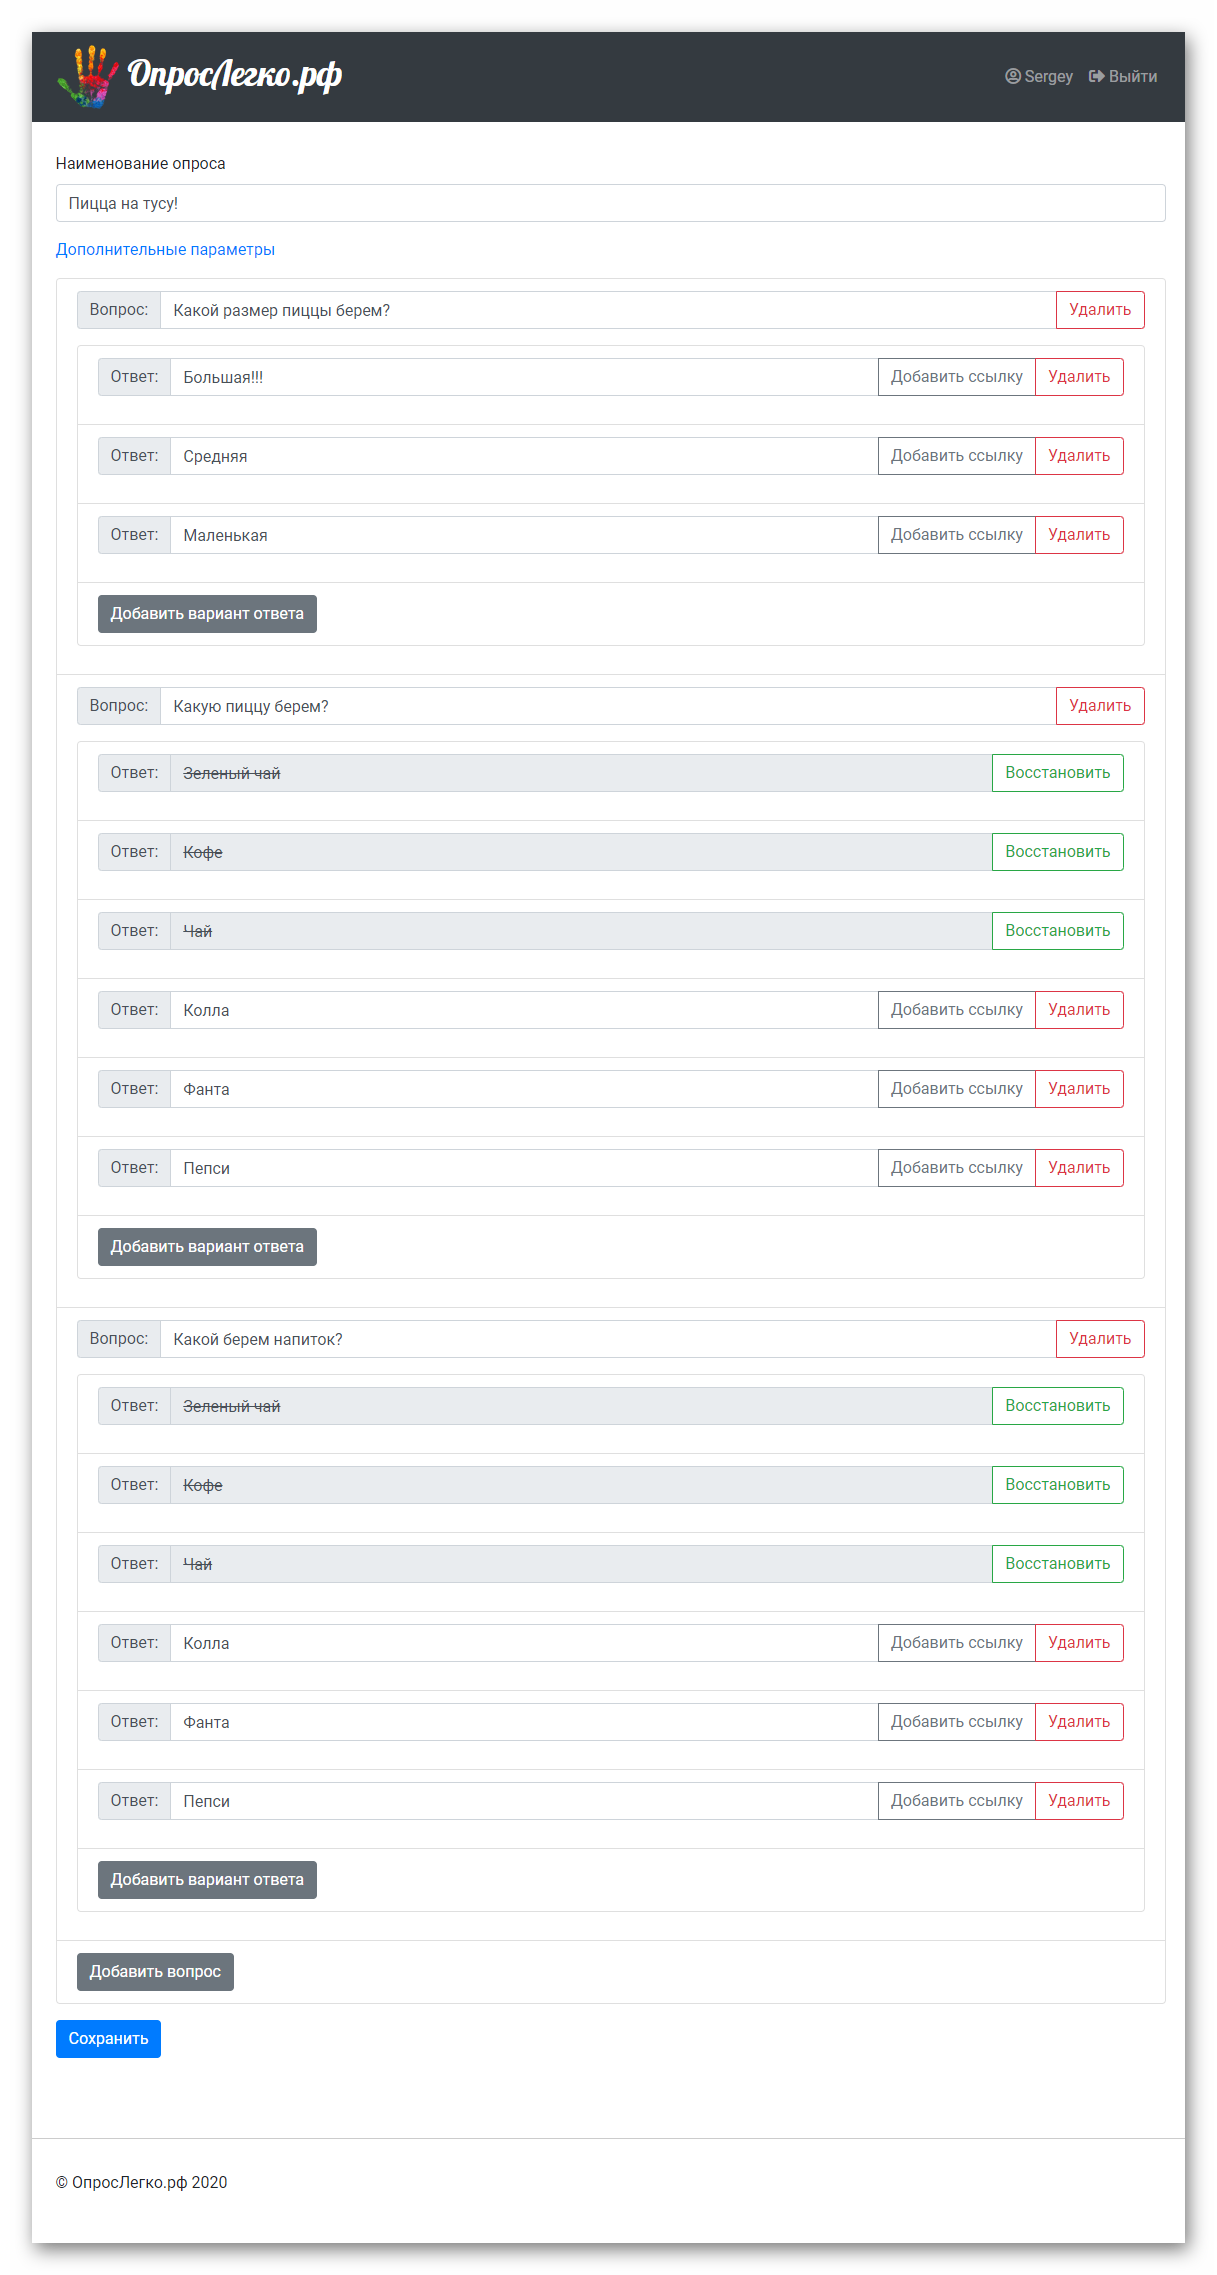 ОпросЛегко.рф
Sergey Выйти
Наименование опроса
Пицца на тусу!
Дополнительные параметры
Вопрос: Какой размер пиццы берем? Удалить
Ответ: Большая!!! Добавить ссылку Удалить
Ответ: Средняя Добавить ссылку Удалить
Ответ: Маленькая Добавить ссылку Удалить
Добавить вариант ответа
Вопрос: Какую пиццу берем? Удалить
Ответ: Зеленый чай Восстановить
Ответ: Кофе Восстановить
Ответ: Чай Восстановить
Ответ: Колла Добавить ссылку Удалить
Ответ: Фанта Добавить ссылку Удалить
Ответ: Пепси Добавить ссылку Удалить
Добавить вариант ответа
Вопрос: Какой берем напиток? Удалить
Ответ: Зеленый чай Восстановить
Ответ: Кофе Восстановить
Ответ: Чай Восстановить
Ответ: Колла Добавить ссылку Удалить
Ответ: Фанта Добавить ссылку Удалить
Ответ: Пепси Добавить ссылку Удалить
Добавить вариант ответа
Добавить вопрос
Сохранить
© ОпросЛегко.рф 2020